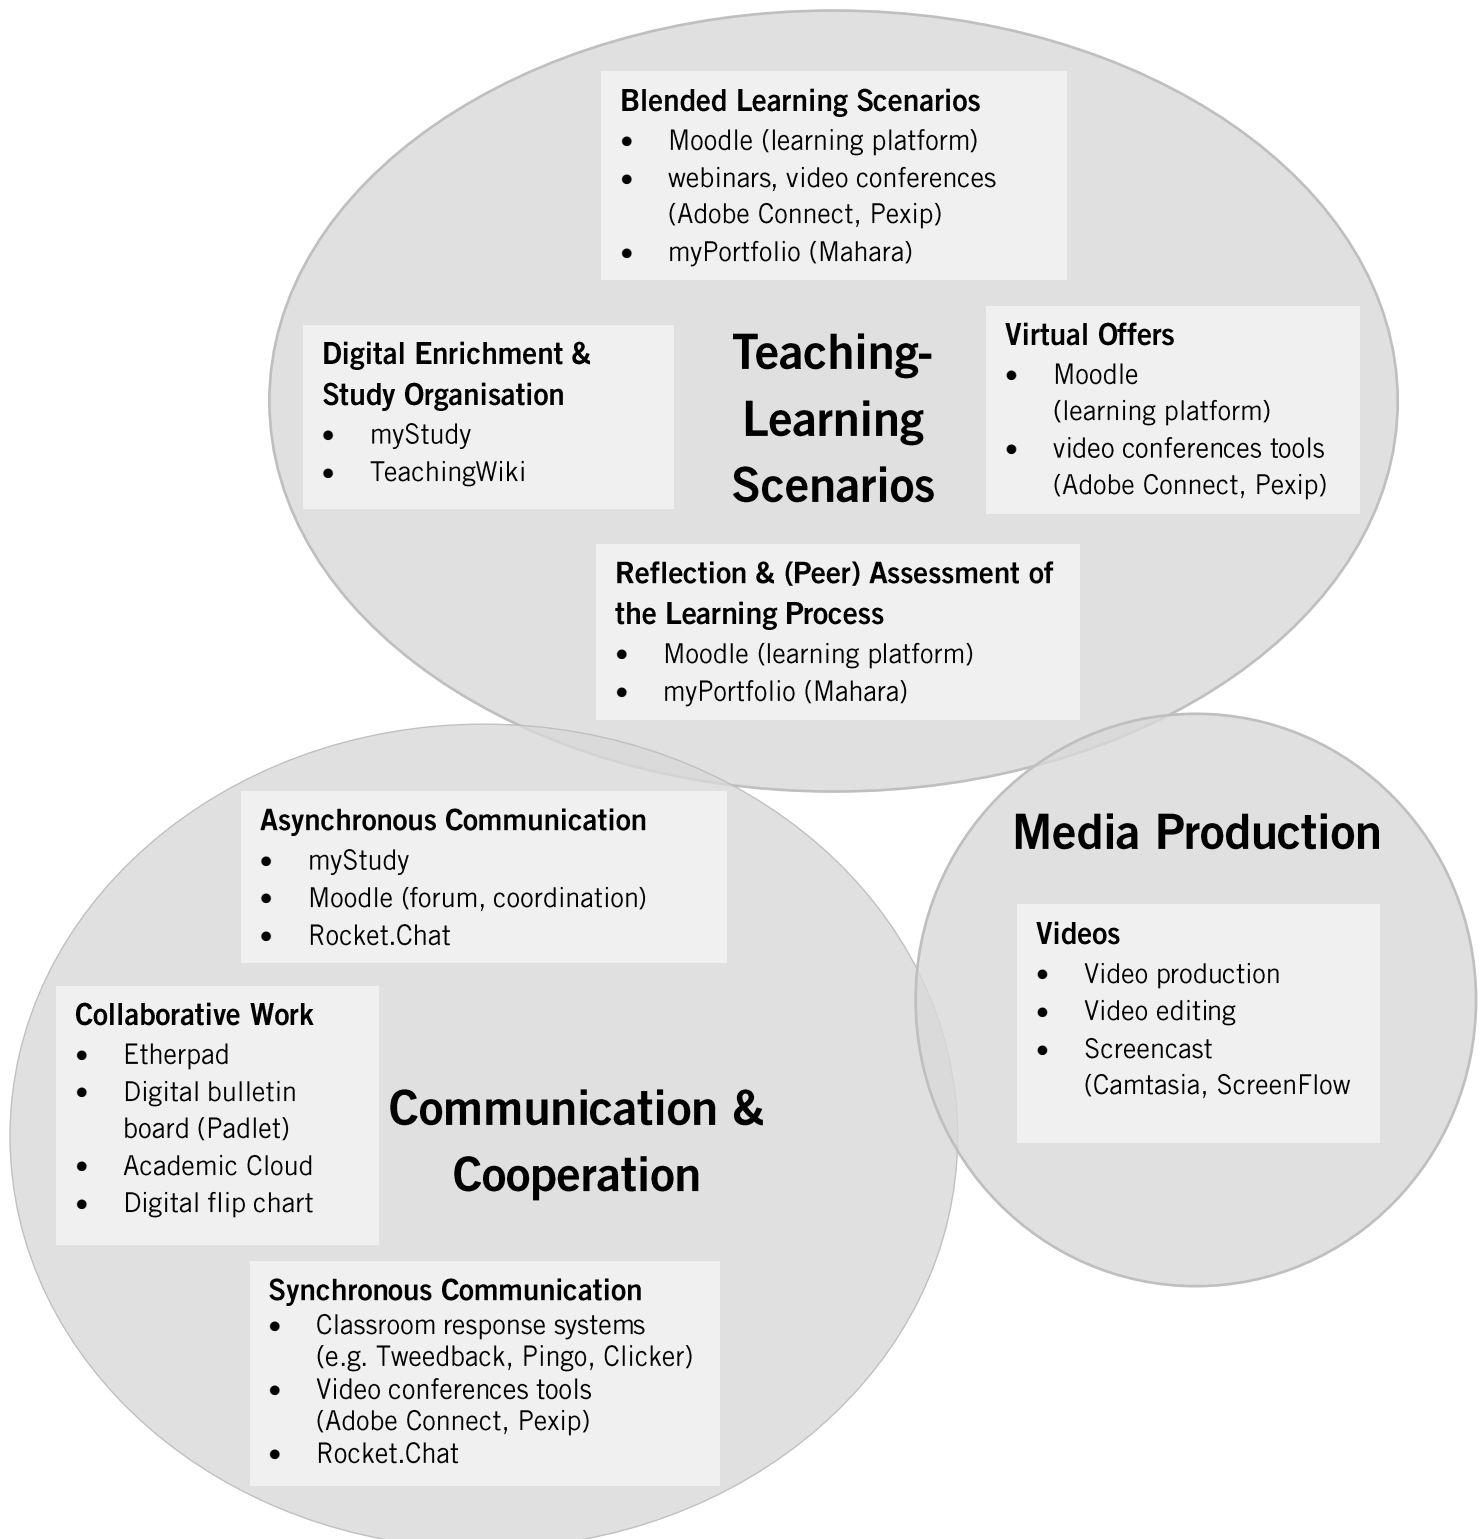 Blended Learning Scenarios
• Moodle (learning platform)
• webinars, video conferences
(Adobe Connect, Pexip)
• myPortfolio (Mahara)
Digital Enrichment &
Study Organisation
• myStudy
• TeachingWiki
Teaching-
Learning
Scenarios
Virtual Offers
• Moodle
(learning platform)
• video conferences tools
(Adobe Connect, Pexip)
Reflection & (Peer) Assessment of
the Learning Process
• Moodle (learning platform)
• myPortfolio (Mahara)
Asynchronous Communication
• myStudy
• Moodle (forum, coordination)
• Rocket.Chat
Collaborative Work
• Etherpad
• Digital bulletin
board (Padlet)
• Academic Cloud
• Digital flip chart
Communication &
Cooperation
Synchronous Communication
• Classroom response systems
(e.g. Tweedback, Pingo, Clicker)
• Video conferences tools
(Adobe Connect, Pexip)
• Rocket.Chat
Media Production
Videos
• Video production
• Video editing
• Screencast
(Camtasia, ScreenFlow